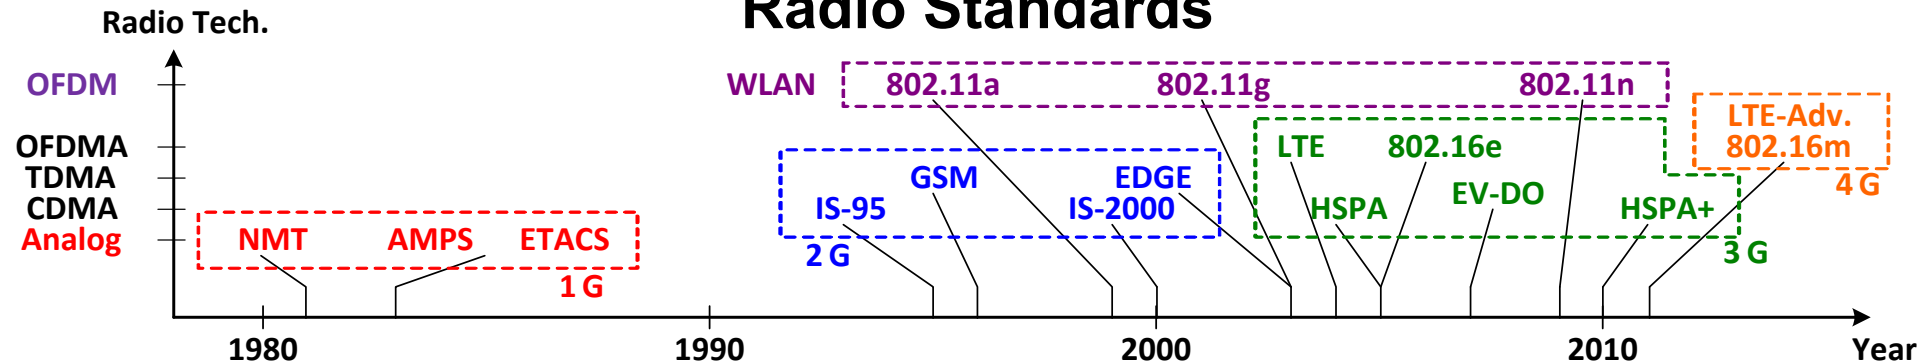 Radio Standards
Radio Tech.
OFDM
WLAN
802.11a
802.11g
802.11n
LTE-Adv.
OFDMA
LTE
802.16e
802.16m
TDMA
GSM
EDGE
4 G
EV-DO
CDMA
IS-95
IS-2000
HSPA
HSPA+
Analog
NMT
AMPS
ETACS
2 G
3 G
1 G
1980
1990
2000
2010
Year